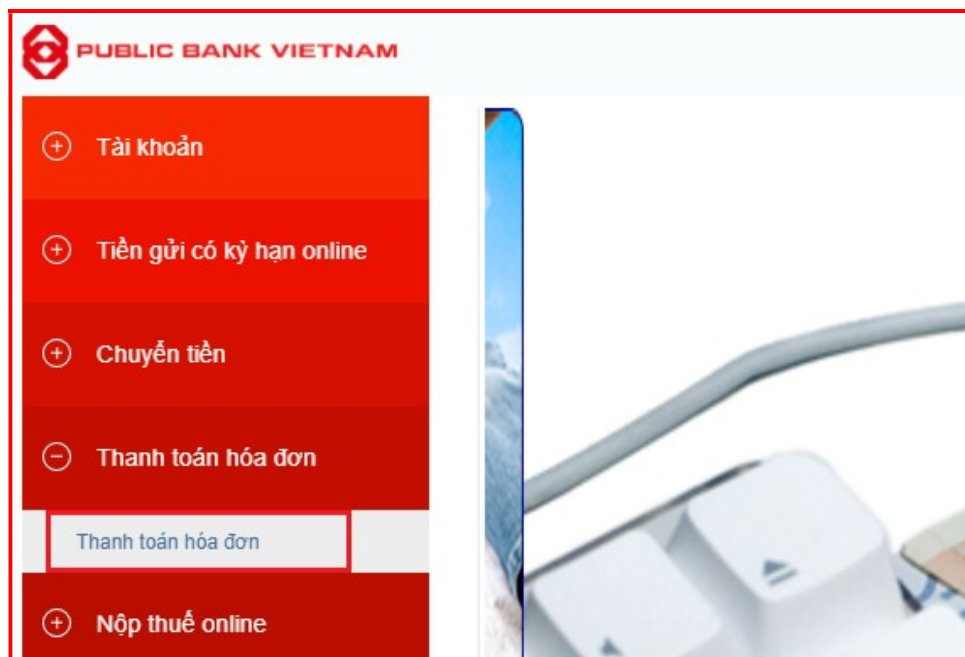 PUBLIC BANK VIETNAM
Tài khoản
Tiền gửi có kỳ hạn online
Chuyển tiền
Thanh toán hóa đơn
Thanh toán hóa đơn
Nộp thuế online